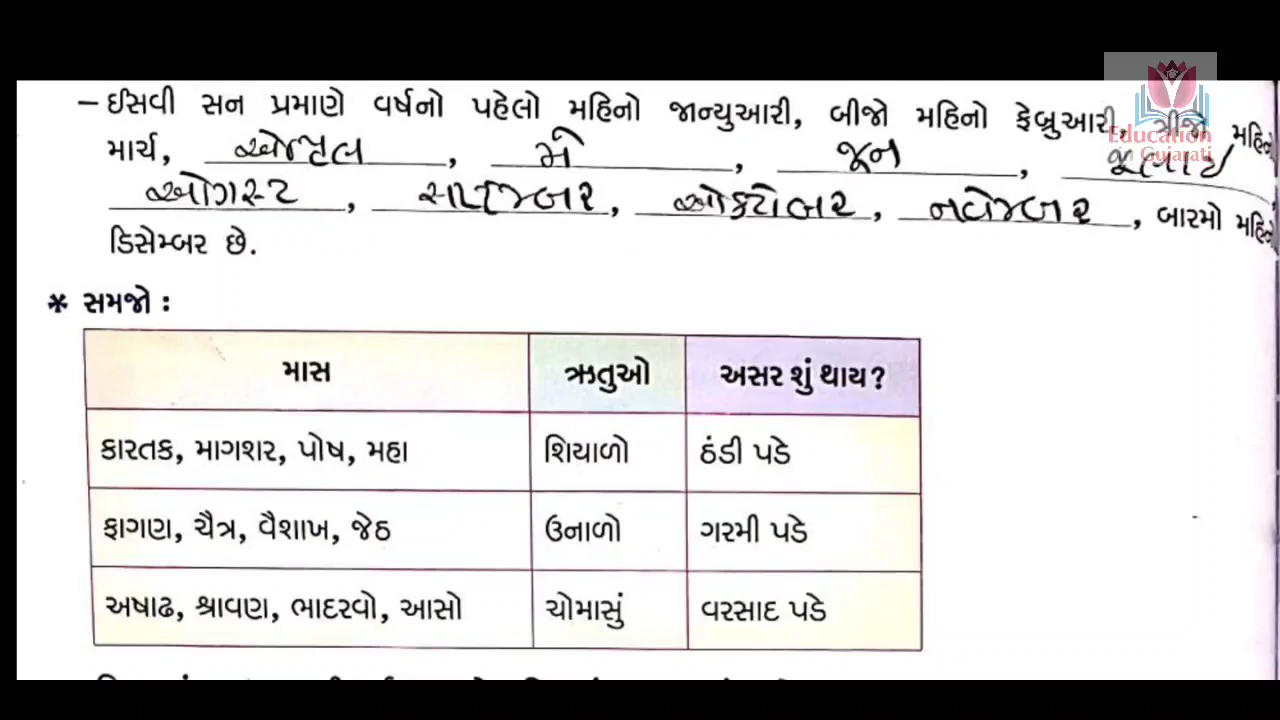 – ઈસવી સન પ્રમાણે વર્ષનો પહેલો મહિનો જાન્યુઆરી, બીજો મહિનો ફેબ્રુઆરી, ત્રીજો મહિનો
માર્ચ, એપ્રિલ, મે, જૂન, જૂલાઈ
ઓગસ્ટ, સપ્ટેમ્બર, ઓક્ટોબર, નવેમ્બર, બારમો મહિનો
ડિસેમ્બર છે.
Education
Gujarati
* સમજો :
માસ ઋતુઓ અસર શું થાય?
કારતક, માગશર, પોષ, મહા શિયાળો ઠંડી પડે
ફાગણ, ચૈત્ર, વૈશાખ, જેઠ ઉનાળો ગરમી પડે
અષાઢ, શ્રાવણ, ભાદરવો, આસો ચોમાસું વરસાદ પડે